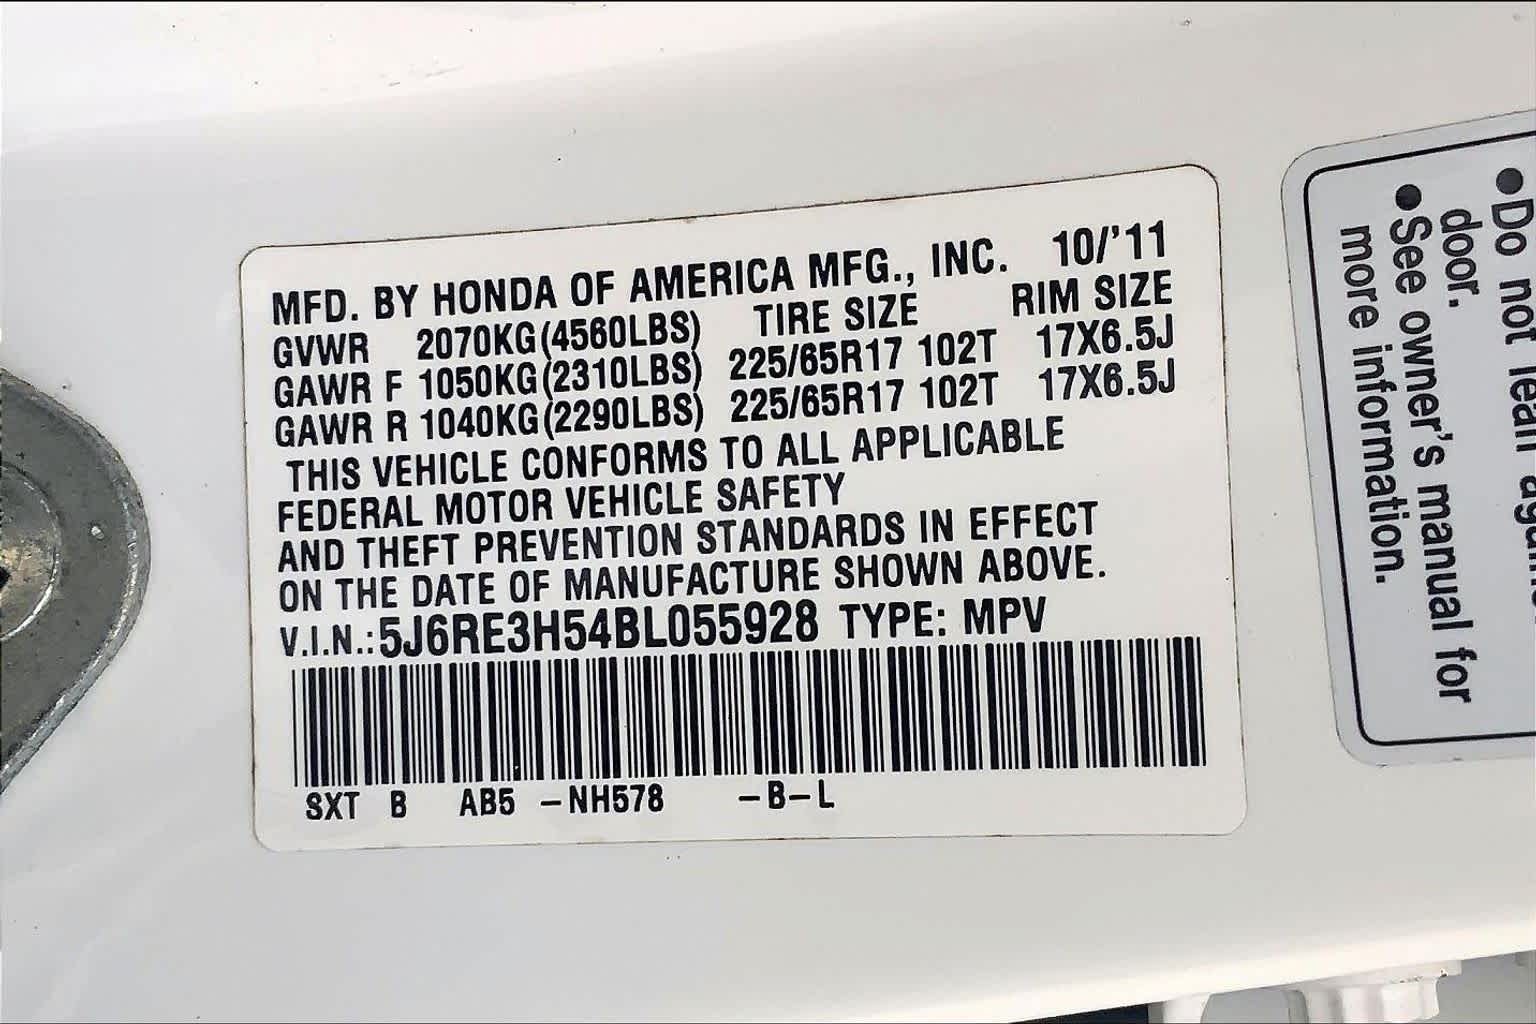 MFD. BY HONDA OF AMERICA MFG., INC. 10/'11
GVWR 2070KG(4560LBS) TIRE SIZE RIM SIZE
GAWR F 1050KG(2310LBS) 225/65R17 102T 17X6.5J
GAWR R 1040KG(2290LBS) 225/65R17 102T 17X6.5J
THIS VEHICLE CONFORMS TO ALL APPLICABLE
FEDERAL MOTOR VEHICLE SAFETY
AND THEFT PREVENTION STANDARDS IN EFFECT
ON THE DATE OF MANUFACTURE SHOWN ABOVE.
V.I.N.:5J6RE3H54BL055928 TYPE: MPV
SXT B AB5 -NH578 -B-L
●Do not lean
door.
●See owner's manual for
more information.